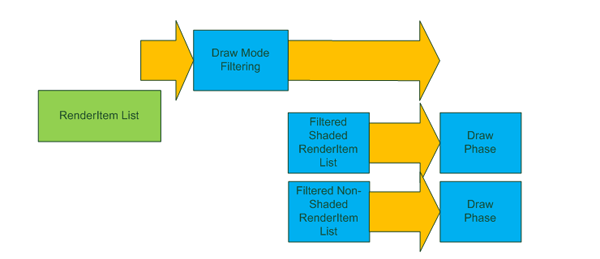 Draw Mode
Filtering
RenderItem List
Filtered
Shaded
RenderItem
List
Draw
Phase
Filtered Non-
Shaded
RenderItem
List
Draw
Phase